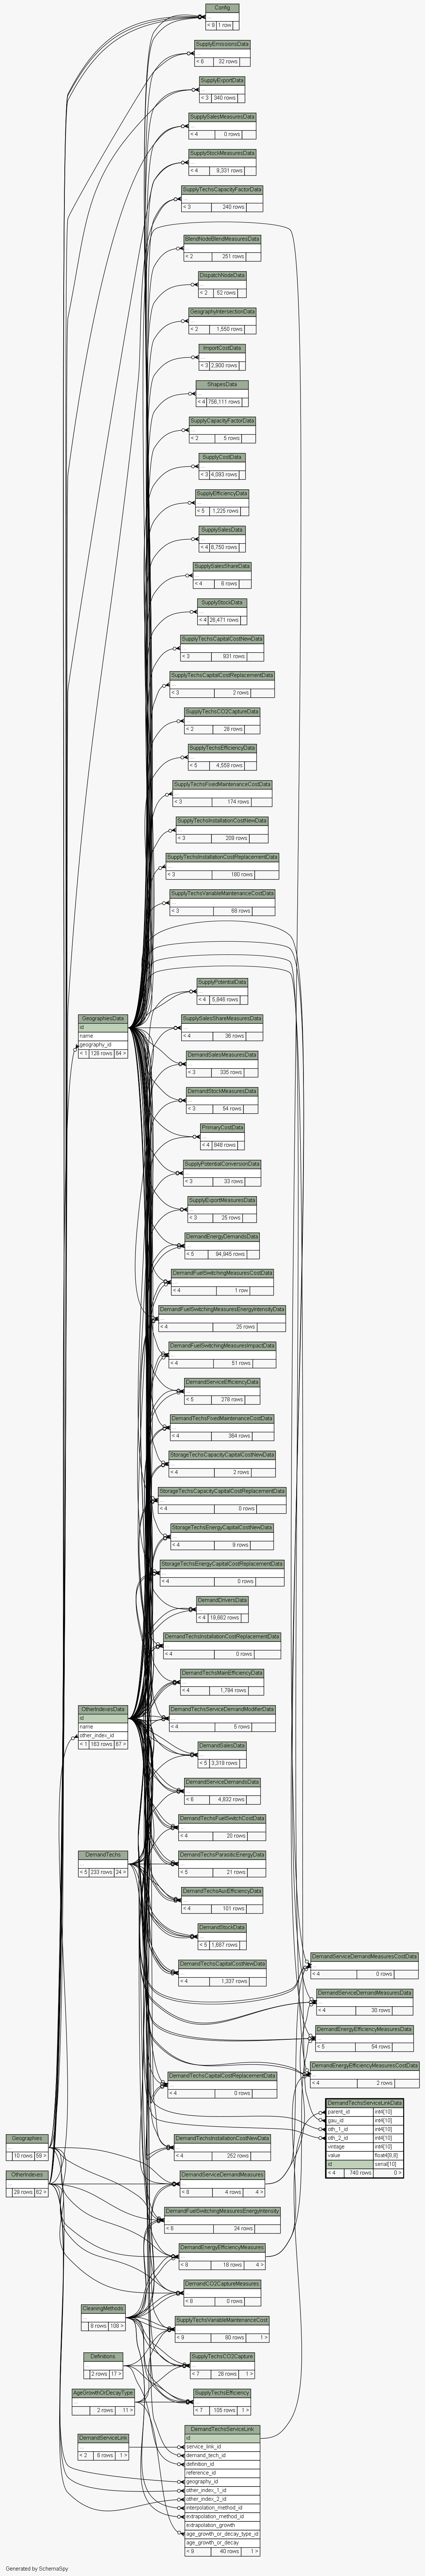 Config
...
< 9 1 row
SupplyEmissionsData
...
< 6 32 rows
SupplyExportData
...
< 3 340 rows
SupplySalesMeasuresData
...
< 4 0 rows
SupplyStockMeasuresData
...
< 4 9,331 rows
SupplyTechsCapacityFactorData
...
< 3 240 rows
BlendNodeBlendMeasuresData
...
< 2 251 rows
DispatchNodeData
...
< 2 52 rows
GeographyIntersectionData
...
< 2 1,550 rows
ImportCostData
...
< 3 2,900 rows
ShapesData
...
< 4 756,111 rows
SupplyCapacityFactorData
...
< 2 5 rows
SupplyCostData
...
< 3 4,093 rows
SupplyEfficiencyData
...
< 5 1,225 rows
SupplySalesData
...
< 4 6,750 rows
SupplySalesShareData
...
< 4 6 rows
SupplyStockData
...
< 4 26,471 rows
SupplyTechsCapitalCostNewData
...
< 3 931 rows
SupplyTechsCapitalCostReplacementData
...
< 3 2 rows
SupplyTechsCO2CaptureData
...
< 2 28 rows
SupplyTechsEfficiencyData
...
< 5 4,559 rows
SupplyTechsFixedMaintenanceCostData
...
< 3 174 rows
SupplyTechsInstallationCostNewData
...
< 3 209 rows
SupplyTechsInstallationCostReplacementData
...
< 3 180 rows
SupplyTechsVariableMaintenanceCostData
...
< 3 68 rows
SupplyPotentialData
...
< 4 5,946 rows
GeographiesData
id
name
geography_id
< 1 128 rows 64 >
SupplySalesShareMeasuresData
...
< 4 36 rows
DemandSalesMeasuresData
...
< 3 335 rows
DemandStockMeasuresData
...
< 3 54 rows
PrimaryCostData
...
< 4 948 rows
SupplyPotentialConversionData
...
< 3 33 rows
SupplyExportMeasuresData
...
< 3 25 rows
DemandEnergyDemandsData
...
< 5 94,945 rows
DemandFuelSwitchingMeasuresCostData
...
< 4 1 row
DemandFuelSwitchingMeasuresEnergyIntensityData
...
< 4 25 rows
DemandFuelSwitchingMeasuresImpactData
...
< 4 51 rows
DemandServiceEfficiencyData
...
< 5 278 rows
DemandTechsFixedMaintenanceCostData
...
< 4 384 rows
StorageTechsCapacityCapitalCostNewData
...
< 4 2 rows
StorageTechsCapacityCapitalCostReplacementData
...
< 4 0 rows
StorageTechsEnergyCapitalCostNewData
...
< 4 9 rows
StorageTechsEnergyCapitalCostReplacementData
...
< 4 0 rows
DemandDriversData
...
< 4 19,662 rows
DemandTechsInstallationCostReplacementData
...
< 4 0 rows
DemandTechsMainEfficiencyData
...
< 4 1,784 rows
OtherIndexesData
id
name
other_index_id
< 1 163 rows 67 >
DemandTechsServiceDemandModifierData
...
< 4 5 rows
DemandSalesData
...
< 5 3,319 rows
DemandServiceDemandsData
...
< 6 4,832 rows
DemandTechsFuelSwitchCostData
...
< 4 20 rows
DemandTechs
...
< 5 233 rows 24 >
DemandTechsParasiticEnergyData
...
< 5 21 rows
DemandTechsAuxEfficiencyData
...
< 4 101 rows
DemandStockData
...
< 5 1,687 rows
DemandTechsCapitalCostNewData
...
< 4 1,337 rows
DemandServiceDemandMeasuresCostData
...
< 4 0 rows
DemandServiceDemandMeasuresData
...
< 4 30 rows
DemandEnergyEfficiencyMeasuresData
...
< 5 54 rows
DemandEnergyEfficiencyMeasuresCostData
...
< 4 2 rows
DemandTechsCapitalCostReplacementData
...
< 4 0 rows
DemandTechsServiceLinkData
parent_id int4[10]
gau_id int4[10]
oth_1_id int4[10]
oth_2_id int4[10]
vintage int4[10]
value float4[8,8]
id serial[10]
< 4 740 rows 0 >
Geographies
...
10 rows 59 >
DemandTechsInstallationCostNewData
...
< 4 252 rows
OtherIndexes
...
29 rows 62 >
DemandServiceDemandMeasures
...
< 8 4 rows 4 >
DemandFuelSwitchingMeasuresEnergyIntensity
...
< 6 24 rows
DemandEnergyEfficiencyMeasures
...
< 8 18 rows 4 >
DemandCO2CaptureMeasures
...
< 8 0 rows
CleaningMethods
...
8 rows 108 >
SupplyTechsVariableMaintenanceCost
...
< 9 90 rows 1 >
Definitions
...
2 rows 17 >
SupplyTechsCO2Capture
...
< 7 28 rows 1 >
AgeGrowthOrDecayType
...
2 rows 11 >
SupplyTechsEfficiency
...
< 7 105 rows 1 >
DemandServiceLink
...
< 2 6 rows 1 >
DemandTechsServiceLink
id
service_link_id
demand_tech_id
definition_id
reference_id
geography_id
other_index_1_id
other_index_2_id
interpolation_method_id
extrapolation_method_id
extrapolation_growth
age_growth_or_decay_type_id
age_growth_or_decay
< 9 40 rows 1 >
Generated by SchemaSpy